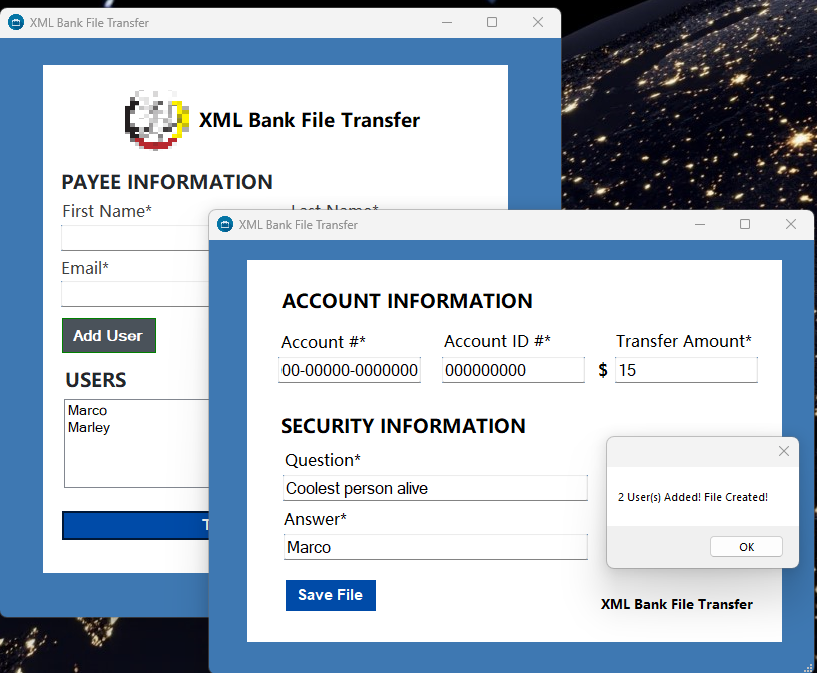 XML Bank File Transfer
XML Bank File Transfer
PAYEE INFORMATION
First Name*
Last Name*
Email*
Add User
USERS
Marco
Marley
T
XML Bank File Transfer
ACCOUNT INFORMATION
Account #*
Account ID #*
Transfer Amount*
00-00000-0000000
000000000
$ 15
SECURITY INFORMATION
Question*
Coolest person alive
Answer*
Marco
Save File
XML Bank File Transfer
2 User(s) Added! File Created!
OK